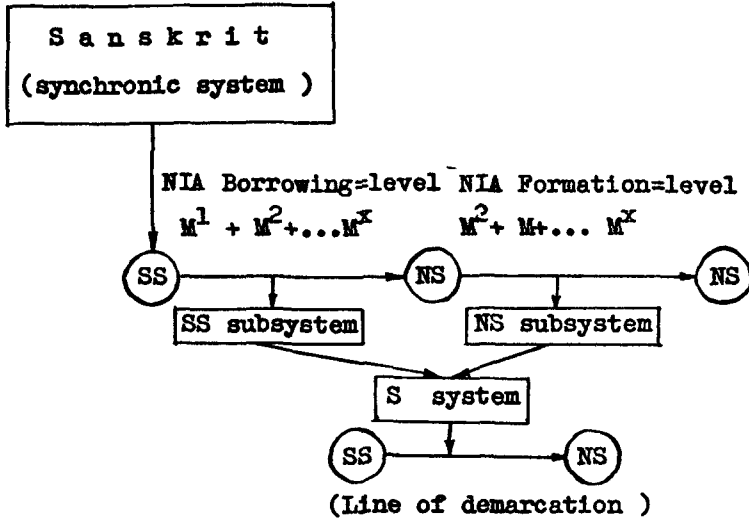 S a n s k r i t
(synchronic system )
NIA Borrowing=level NIA Formation=level
M¹ + M²+...Mˣ M²+ M+... Mˣ
SS NS NS
SS subsystem NS subsystem
S system
SS NS
(Line of demarcation )